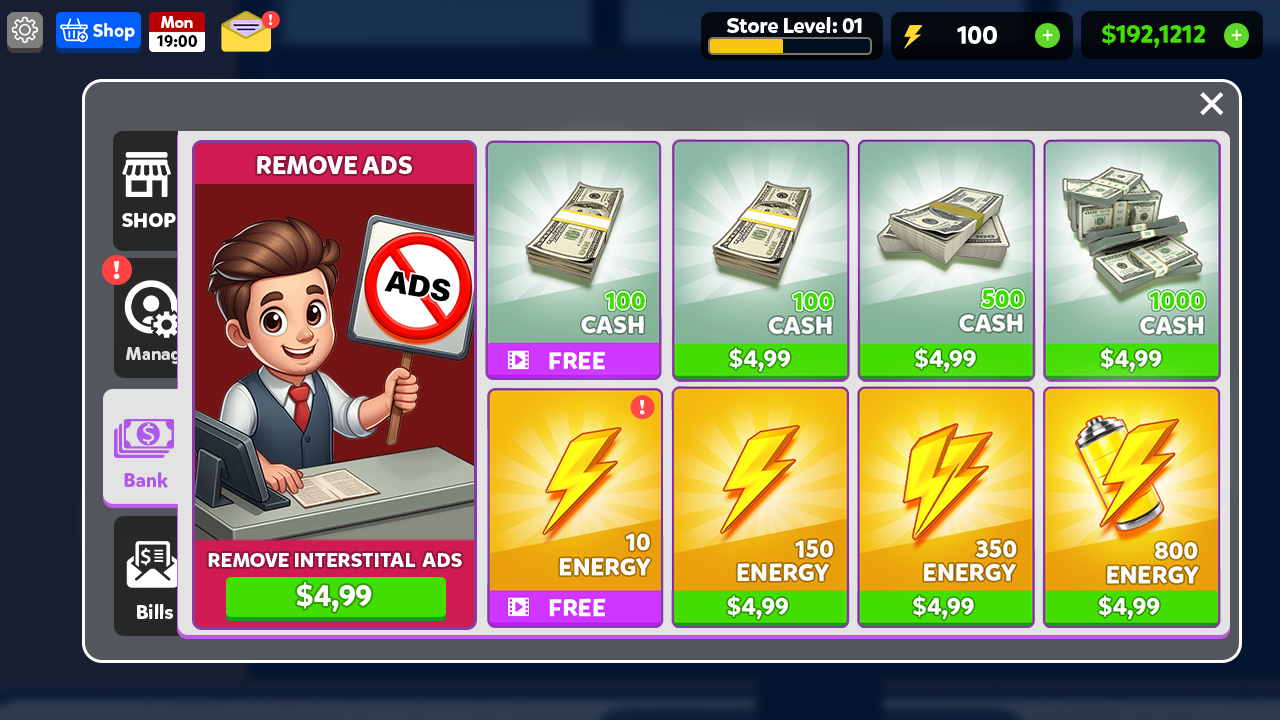 Shop
Mon
19:00
!
Store Level: 01
100
+
$192,1212
+
SHOP
!
Manag
Bank
Bills
REMOVE ADS
ADS
REMOVE INTERSTITAL ADS
$4,99
100
CASH
FREE
100
CASH
$4,99
500
CASH
$4,99
1000
CASH
$4,99
!
10
ENERGY
FREE
150
ENERGY
$4,99
350
ENERGY
$4,99
800
ENERGY
$4,99